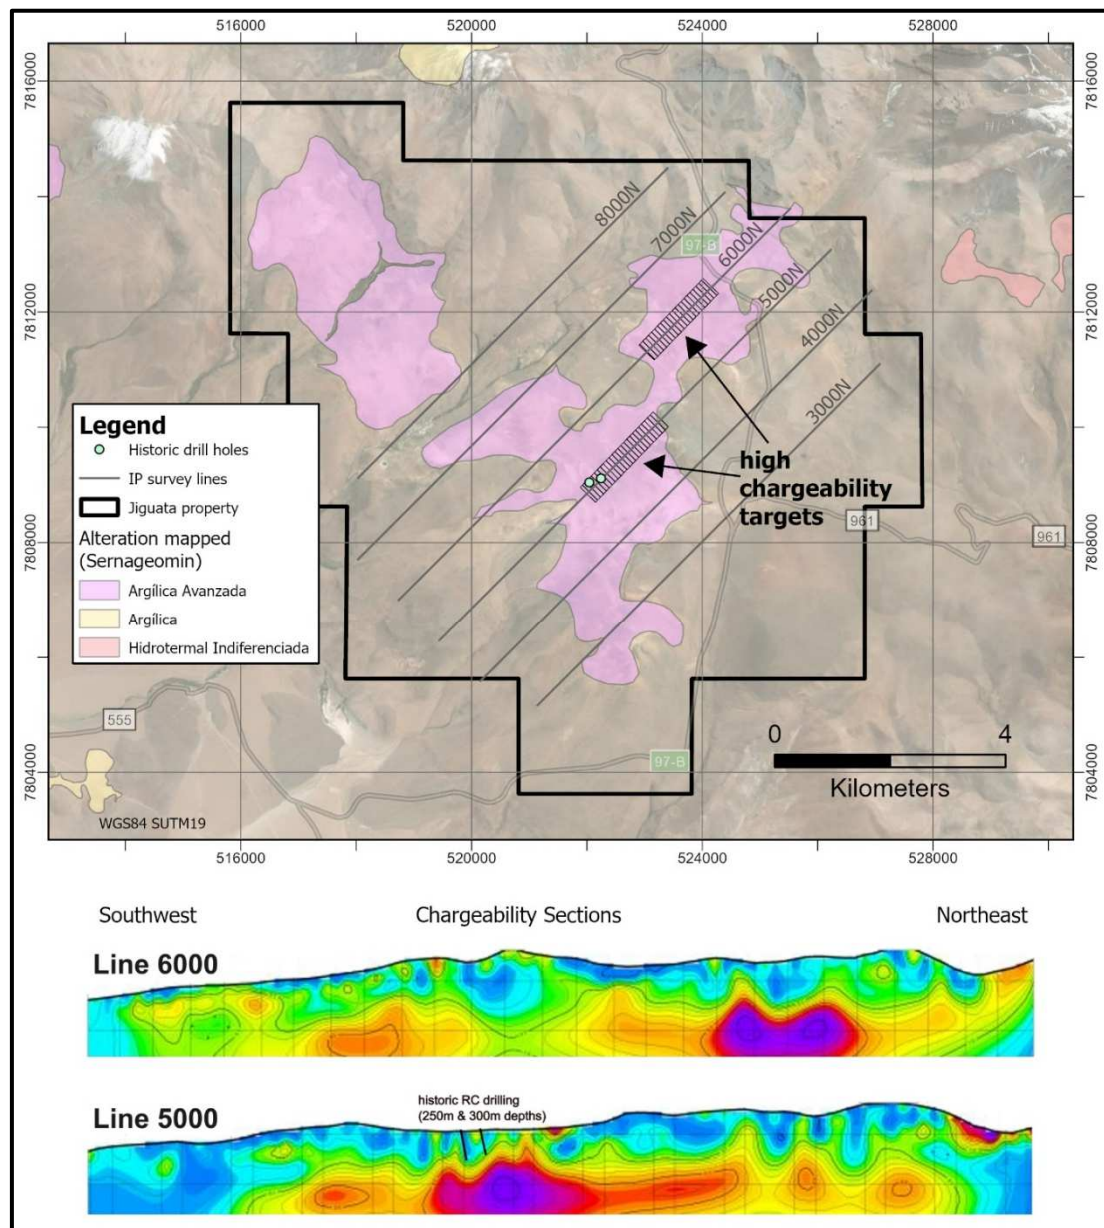 516000
520000
524000
528000
7816000
7816000
8000N
7000N
97-B
6000N
5000N
7812000
7812000
4000N
3000N
high
chargeability
targets
Legend
Historic drill holes
IP survey lines
Jiguata property
Alteration mapped
(Sernageomin)
Argílica Avanzada
Argílica
Hidrotermal Indiferenciada
7808000
7808000
961
961
555
97-B
0
4
Kilometers
7804000
7804000
WGS84 SUTM19
516000
520000
524000
528000
Southwest
Chargeability Sections
Northeast
Line 6000
Line 5000
historic RC drilling
(250m & 300m depths)